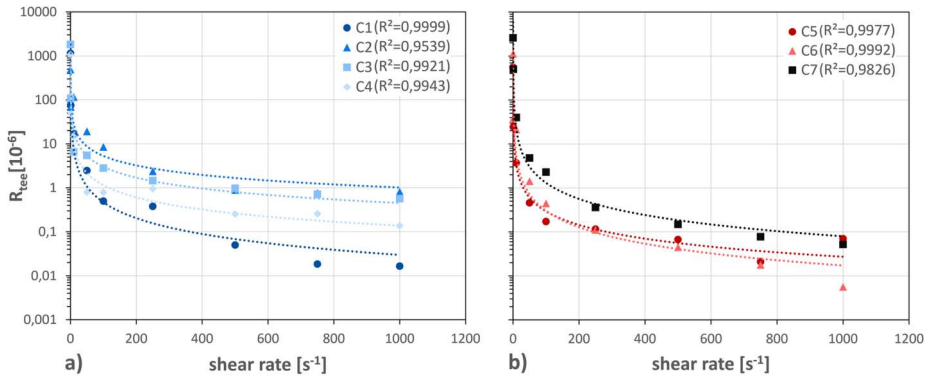 10000
1000
100
10
1
0,1
0,01
0,001
R_tee[10⁻⁶]
C1(R²=0,9999)
C2(R²=0,9539)
C3(R²=0,9921)
C4(R²=0,9943)
0 200 400 600 800 1000 1200
a) shear rate [s⁻¹]
C5(R²=0,9977)
C6(R²=0,9992)
C7(R²=0,9826)
0 200 400 600 800 1000 1200
b) shear rate [s⁻¹]